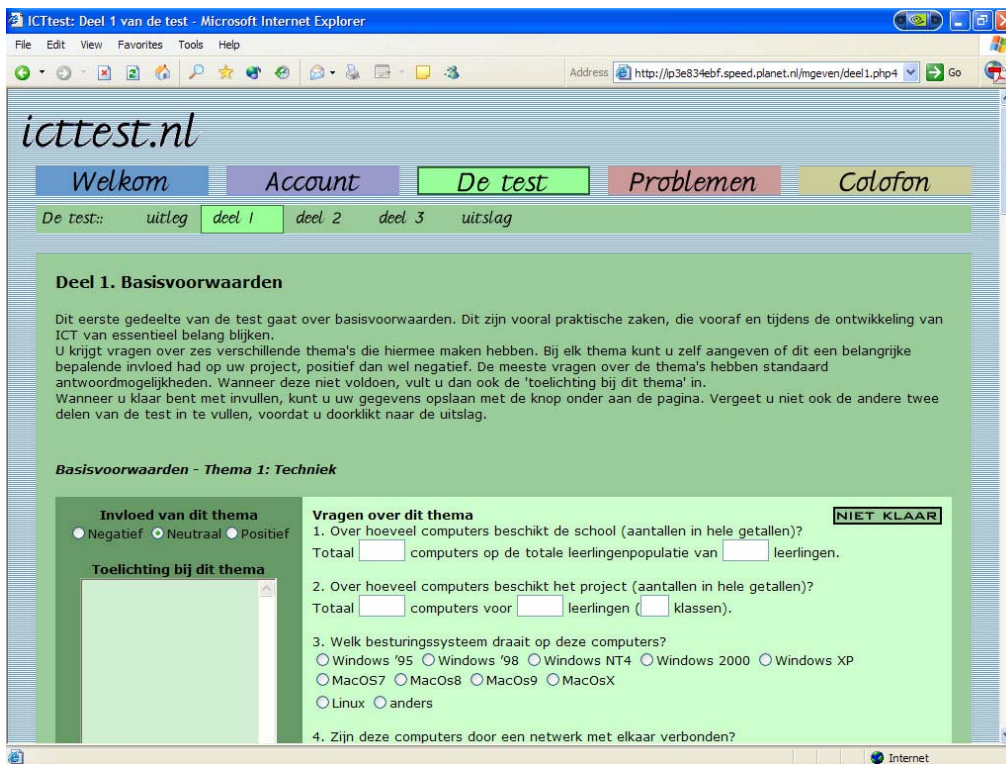 ICTtest: Deel 1 van de test - Microsoft Internet Explorer
File Edit View Favorites Tools Help
Address http://ip3e834ebf.speed.planet.nl/mgeven/deel1.php4 Go
icttest.nl
Welkom Account De test Problemen Colofon
De test:: uitleg deel 1 deel 2 deel 3 uitslag
Deel 1. Basisvoorwaarden
Dit eerste gedeelte van de test gaat over basisvoorwaarden. Dit zijn vooral praktische zaken, die vooraf en tijdens de ontwikkeling van
ICT van essentieel belang blijken.
U krijgt vragen over zes verschillende thema's die hiermee maken hebben. Bij elk thema kunt u zelf aangeven of dit een belangrijke
bepalende invloed had op uw project, positief dan wel negatief. De meeste vragen over de thema's hebben standaard
antwoordmogelijkheden. Wanneer deze niet voldoen, vult u dan ook de 'toelichting bij dit thema' in.
Wanneer u klaar bent met invullen, kunt u uw gegevens opslaan met de knop onder aan de pagina. Vergeet u niet ook de andere twee
delen van de test in te vullen, voordat u doorklikt naar de uitslag.
Basisvoorwaarden - Thema 1: Techniek
Invloed van dit thema
Negatief Neutraal Positief
Toelichting bij dit thema
Vragen over dit thema NIET KLAAR
1. Over hoeveel computers beschikt de school (aantallen in hele getallen)?
Totaal computers op de totale leerlingenpopulatie van leerlingen.
2. Over hoeveel computers beschikt het project (aantallen in hele getallen)?
Totaal computers voor leerlingen ( klassen).
3. Welk besturingssysteem draait op deze computers?
Windows '95 Windows '98 Windows NT4 Windows 2000 Windows XP
MacOS7 MacOs8 MacOs9 MacOsX
Linux anders
4. Zijn deze computers door een netwerk met elkaar verbonden?
Internet